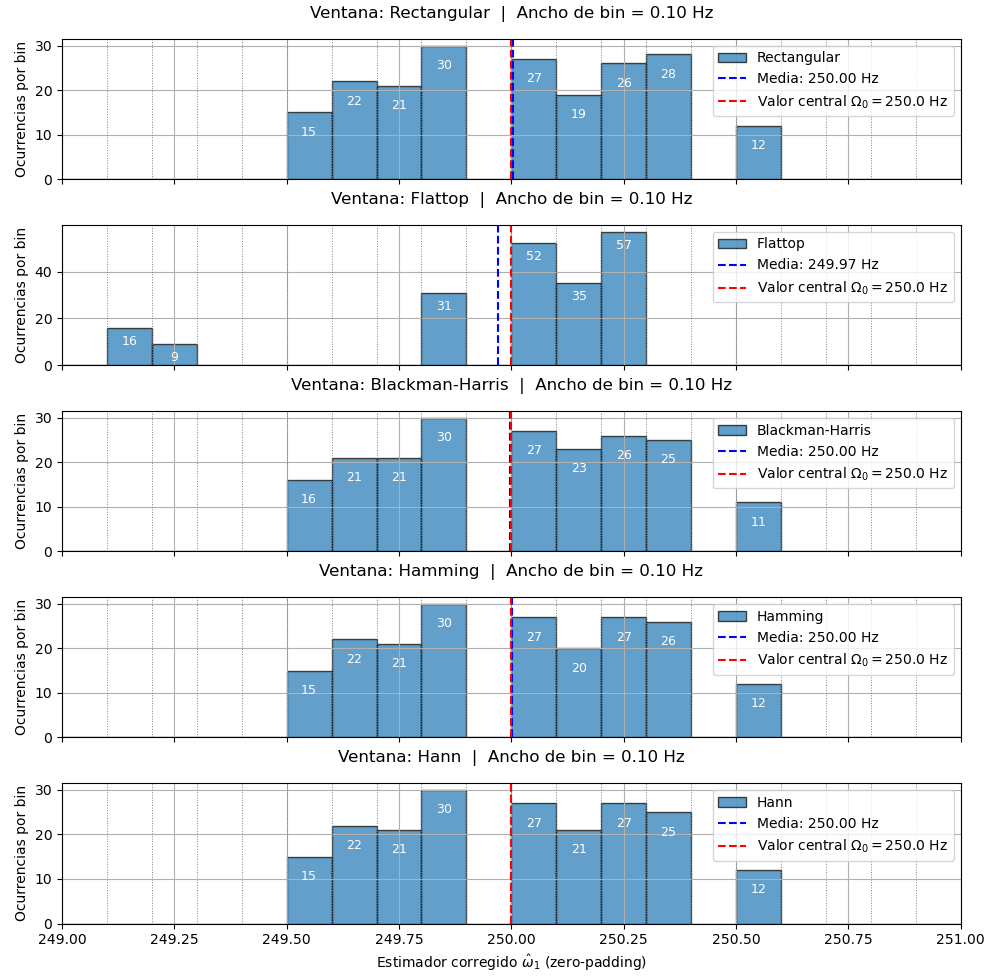 Ventana: Rectangular | Ancho de bin = 0.10 Hz
Ocurrencias por bin
30
20
10
0
15
22
21
30
27
19
26
28
12
Rectangular
Media: 250.00 Hz
Valor central Ω₀ = 250.0 Hz
Ventana: Flattop | Ancho de bin = 0.10 Hz
Ocurrencias por bin
40
20
0
16
9
31
52
35
57
Flattop
Media: 249.97 Hz
Valor central Ω₀ = 250.0 Hz
Ventana: Blackman-Harris | Ancho de bin = 0.10 Hz
Ocurrencias por bin
30
20
10
0
16
21
21
30
27
23
26
25
11
Blackman-Harris
Media: 250.00 Hz
Valor central Ω₀ = 250.0 Hz
Ventana: Hamming | Ancho de bin = 0.10 Hz
Ocurrencias por bin
30
20
10
0
15
22
21
30
27
20
27
26
12
Hamming
Media: 250.00 Hz
Valor central Ω₀ = 250.0 Hz
Ventana: Hann | Ancho de bin = 0.10 Hz
Ocurrencias por bin
30
20
10
0
15
22
21
30
27
21
27
25
12
Hann
Media: 250.00 Hz
Valor central Ω₀ = 250.0 Hz
249.00 249.25 249.50 249.75 250.00 250.25 250.50 250.75 251.00
Estimador corregido ω̂₁ (zero-padding)